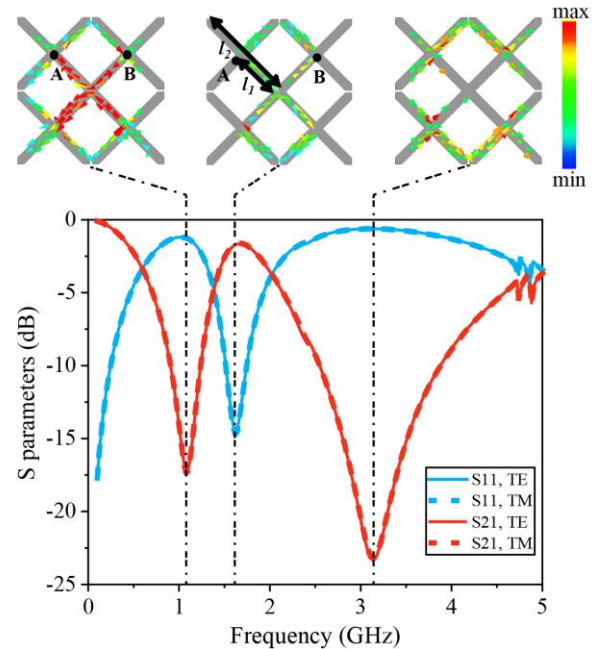 max
min
A
B
l2
A
l1
B
0
-5
-10
-15
-20
-25
S parameters (dB)
S11, TE
S11, TM
S21, TE
S21, TM
0
1
2
3
4
5
Frequency (GHz)